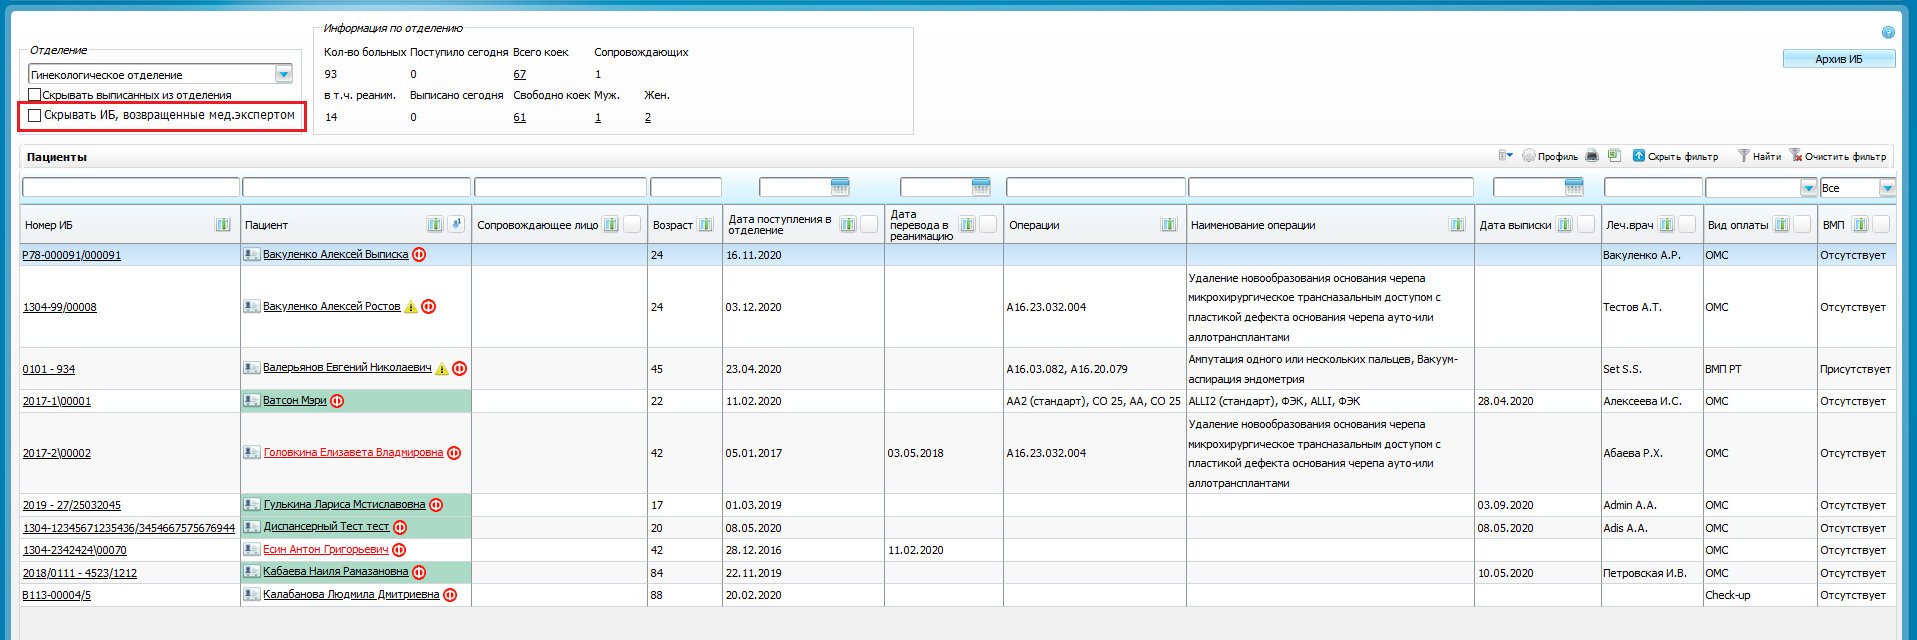 Отделение
Гинекологическое отделение
Скрывать выписанных из отделения
Скрывать ИБ, возвращенные мед.экспертом
Информация по отделению
Кол-во больных Поступило сегодня Всего коек Сопровождающих
93 0 67 1
в т.ч. реаним. Выписано сегодня Свободно коек Муж. Жен.
14 0 61 1 2
Архив ИБ
Пациенты
Профиль Скрыть фильтр Найти Очистить фильтр
Все
Номер ИБ Пациент Сопровождающее лицо Возраст Дата поступления в отделение Дата перевода в реанимацию Операции Наименование операции Дата выписки Леч.врач Вид оплаты ВМП
P78-000091/000091 Вакуленко Алексей Выписка 24 16.11.2020 Вакуленко А.Р. ОМС Отсутствует
1304-99/00008 Вакуленко Алексей Ростов 24 03.12.2020 A16.23.032.004 Удаление новообразования основания черепа
микрохирургическое трансназальным доступом с
пластикой дефекта основания черепа ауто-или
аллотрансплантами Тестов А.Т. ОМС Отсутствует
0101 - 934 Валерьянов Евгений Николаевич 45 23.04.2020 A16.03.082, A16.20.079 Ампутация одного или нескольких пальцев, Вакуум-
аспирация эндометрия Set S.S. ВМП РТ Присутствует
2017-1\00001 Ватсон Мэри 22 11.02.2020 АА2 (стандарт), СО 25, АА, СО 25 ALLI2 (стандарт), ФЭК, ALLI, ФЭК 28.04.2020 Алексеева И.С. ОМС Отсутствует
2017-2\00002 Головкина Елизавета Владмировна 42 05.01.2017 03.05.2018 A16.23.032.004 Удаление новообразования основания черепа
микрохирургическое трансназальным доступом с
пластикой дефекта основания черепа ауто-или
аллотрансплантами Абаева Р.Х. ОМС Отсутствует
2019 - 27/25032045 Гулькина Лариса Мстиславовна 17 01.03.2019 03.09.2020 Admin A.A. ОМС Отсутствует
1304-12345671235436/3454667575676944 Диспансерный Тест тест 20 08.05.2020 08.05.2020 Adis A.A. ОМС Отсутствует
1304-2342424\00070 Есин Антон Григорьевич 42 28.12.2016 11.02.2020 ОМС Отсутствует
2018/0111 - 4523/1212 Кабаева Наиля Рамазановна 84 22.11.2019 10.05.2020 Петровская И.В. ОМС Отсутствует
B113-00004/5 Калабанова Людмила Дмитриевна 88 20.02.2020 Check-up Отсутствует